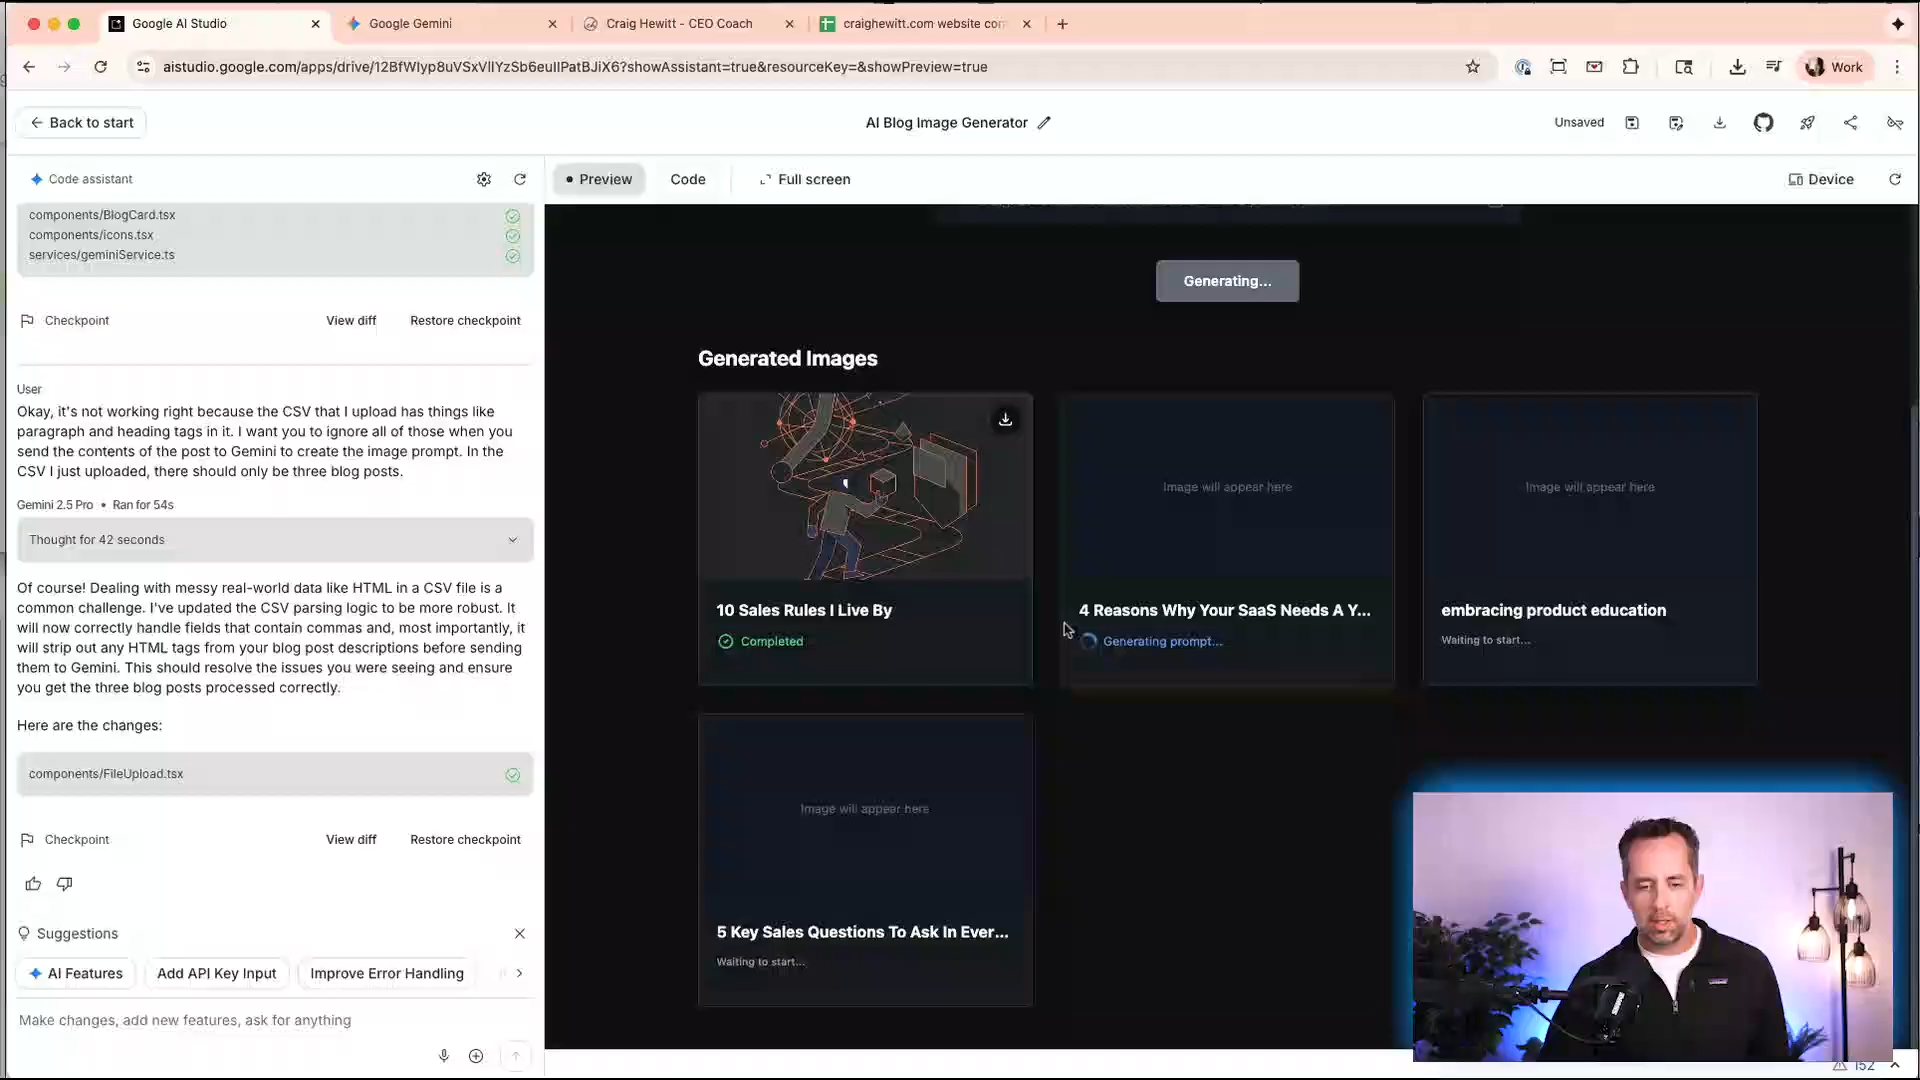 Google AI Studio
Google Gemini
Craig Hewitt - CEO Coach
craighewitt.com website con
aistudio.google.com/apps/drive/12BfWIyp8uVSxVIlYzSb6euIlPatBJiX6?showAssistant=true&resourceKey=&showPreview=true
Work
Back to start
AI Blog Image Generator
Unsaved
Code assistant
Preview
Code
Full screen
Device
components/BlogCard.tsx
components/icons.tsx
services/geminiService.ts
Checkpoint
View diff
Restore checkpoint
User
Okay, it's not working right because the CSV that I upload has things like
paragraph and heading tags in it. I want you to ignore all of those when you
send the contents of the post to Gemini to create the image prompt. In the
CSV I just uploaded, there should only be three blog posts.
Gemini 2.5 Pro • Ran for 54s
Thought for 42 seconds
Of course! Dealing with messy real-world data like HTML in a CSV file is a
common challenge. I've updated the CSV parsing logic to be more robust. It
will now correctly handle fields that contain commas and, most importantly, it
will strip out any HTML tags from your blog post descriptions before sending
them to Gemini. This should resolve the issues you were seeing and ensure
you get the three blog posts processed correctly.
Here are the changes:
components/FileUpload.tsx
Checkpoint
View diff
Restore checkpoint
Suggestions
AI Features
Add API Key Input
Improve Error Handling
Make changes, add new features, ask for anything
Generating...
Generated Images
10 Sales Rules I Live By
Completed
Image will appear here
4 Reasons Why Your SaaS Needs A Y...
Generating prompt...
Image will appear here
embracing product education
Waiting to start...
Image will appear here
5 Key Sales Questions To Ask In Ever...
Waiting to start...
152